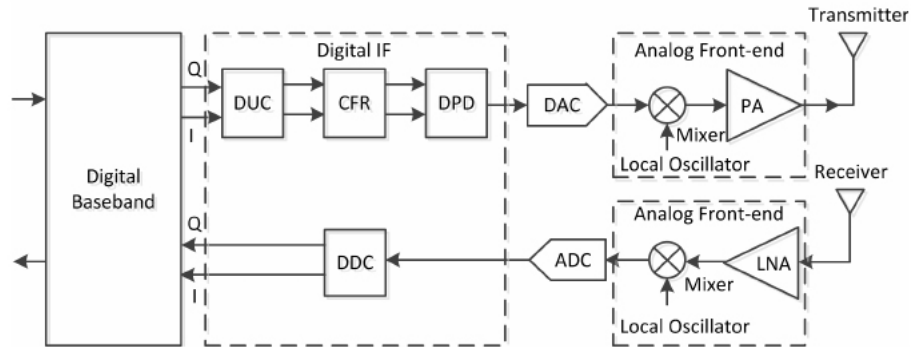 Transmitter
Digital IF
Analog Front-end
Q
DUC
CFR
DPD
DAC
PA
I
Mixer
Local Oscillator
Digital
Baseband
Receiver
Analog Front-end
Q
DDC
ADC
LNA
I
Mixer
Local Oscillator